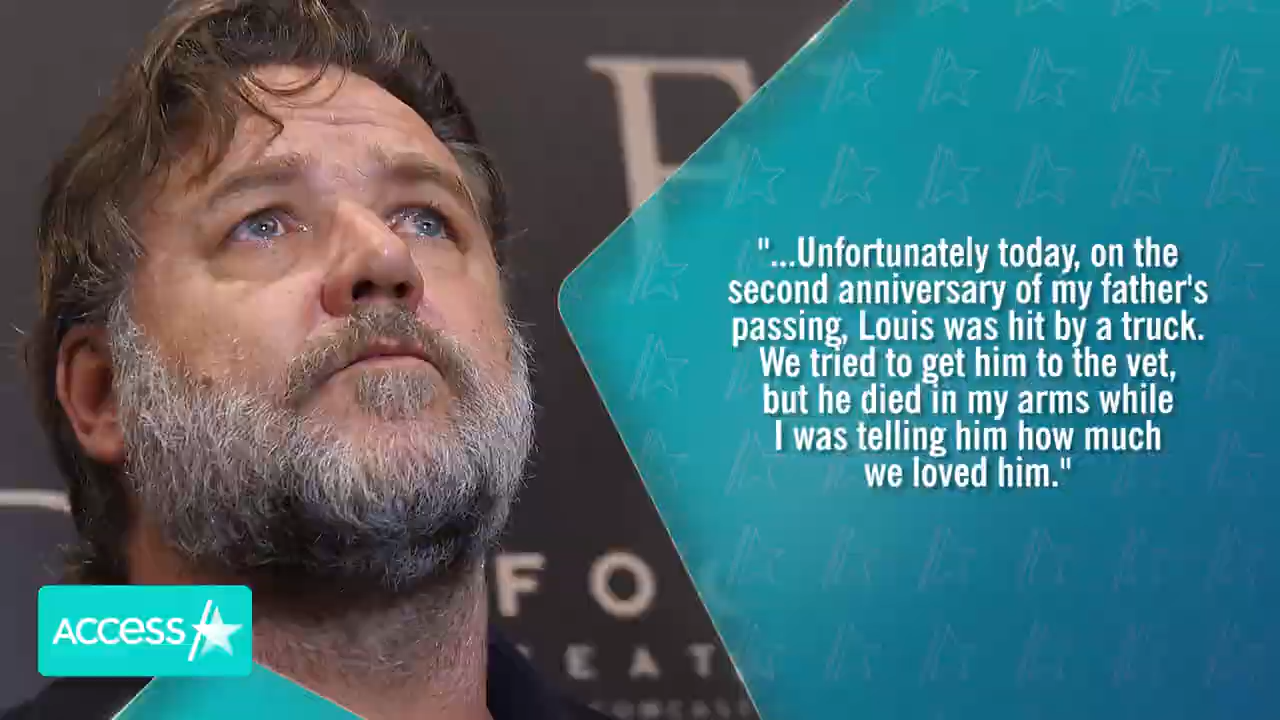 "...Unfortunately today, on the
second anniversary of my father's
passing, Louis was hit by a truck.
We tried to get him to the vet,
but he died in my arms while
I was telling him how much
we loved him."
F
FO
EAT
ACCESS